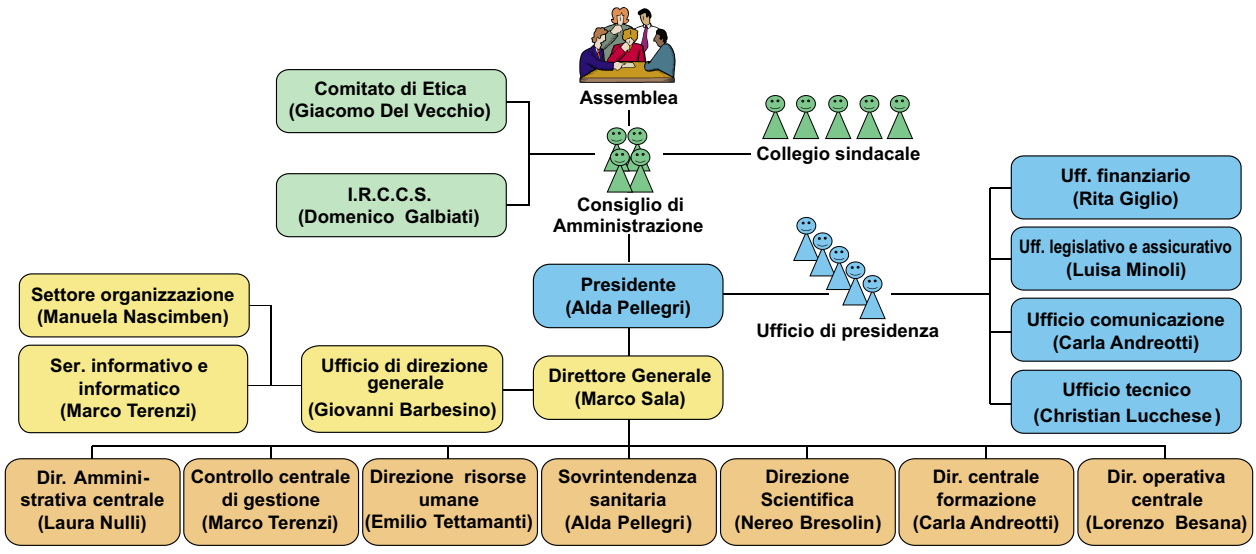 Assemblea
Comitato di Etica
(Giacomo Del Vecchio)
Collegio sindacale
I.R.C.C.S.
(Domenico Galbiati)
Consiglio di
Amministrazione
Uff. finanziario
(Rita Giglio)
Uff. legislativo e assicurativo
(Luisa Minoli)
Presidente
(Alda Pellegri)
Ufficio di presidenza
Ufficio comunicazione
(Carla Andreotti)
Ufficio tecnico
(Christian Lucchese)
Settore organizzazione
(Manuela Nascimben)
Ser. informativo e
informatico
(Marco Terenzi)
Ufficio di direzione
generale
(Giovanni Barbesino)
Direttore Generale
(Marco Sala)
Dir. Ammini-
strativa centrale
(Laura Nulli)
Controllo centrale
di gestione
(Marco Terenzi)
Direzione risorse
umane
(Emilio Tettamanti)
Sovrintendenza
sanitaria
(Alda Pellegri)
Direzione
Scientifica
(Nereo Bresolin)
Dir. centrale
formazione
(Carla Andreotti)
Dir. operativa
centrale
(Lorenzo Besana)